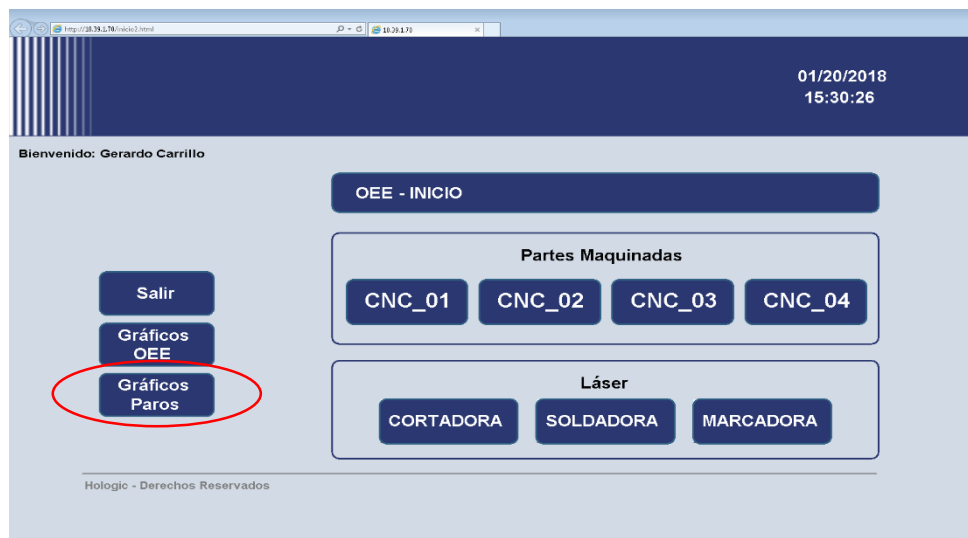 http://10.39.1.70/inicio2.html
10.39.1.70
01/20/2018
15:30:26
Bienvenido: Gerardo Carrillo
OEE - INICIO
Partes Maquinadas
CNC_01 CNC_02 CNC_03 CNC_04
Salir
Gráficos
OEE
Gráficos
Paros
Láser
CORTADORA SOLDADORA MARCADORA
Hologic - Derechos Reservados